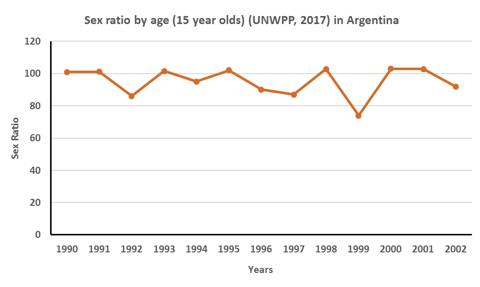 Sex ratio by age (15 year olds) (UNWPP, 2017) in Argentina
120
100
80
60
40
20
0
Sex Ratio
1990 1991 1992 1993 1994 1995 1996 1997 1998 1999 2000 2001 2002
Years